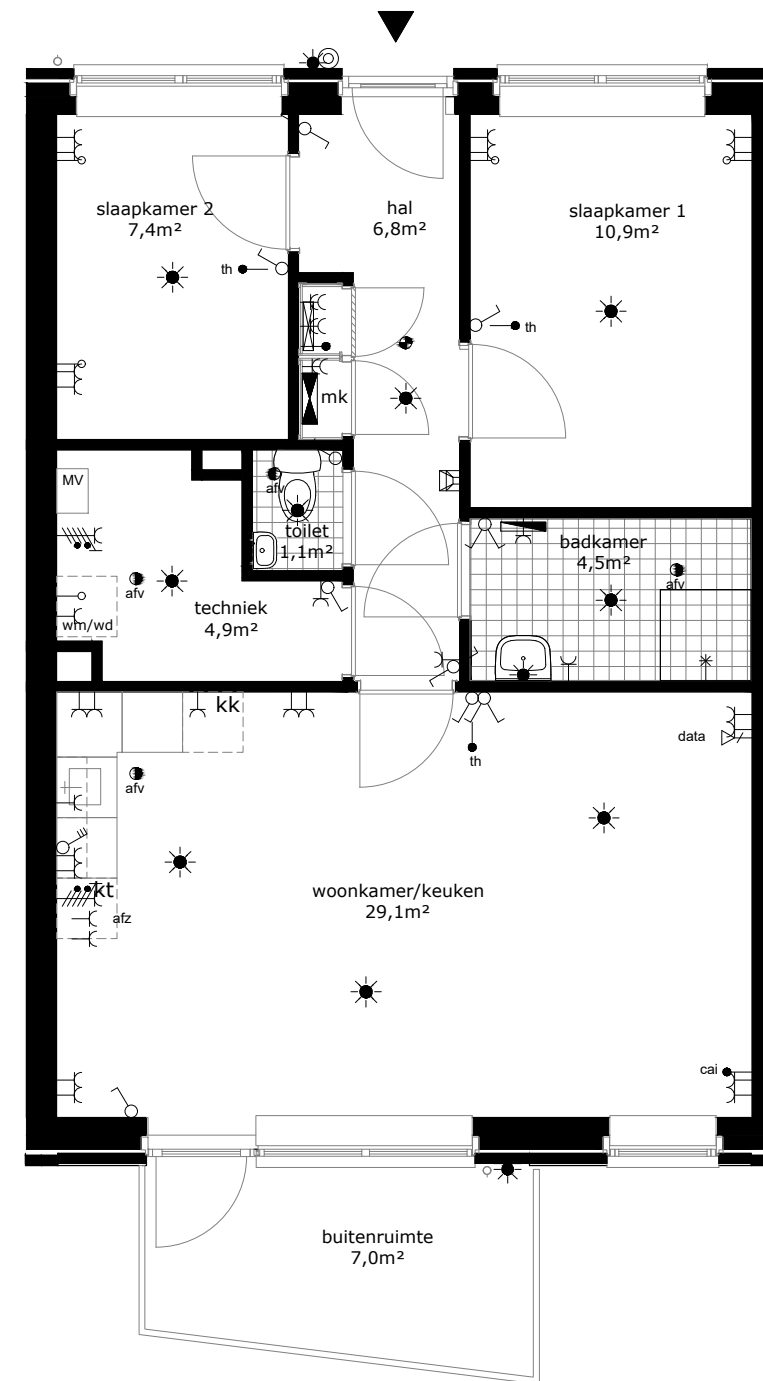 slaapkamer 2
7,4m²
hal
6,8m²
slaapkamer 1
10,9m²
th
th
mk
MV
afv
toilet
1,1m²
badkamer
4,5m²
afv
afv
techniek
4,9m²
wm/wd
kk
data
th
afv
kt
afz
woonkamer/keuken
29,1m²
cai
buitenruimte
7,0m²